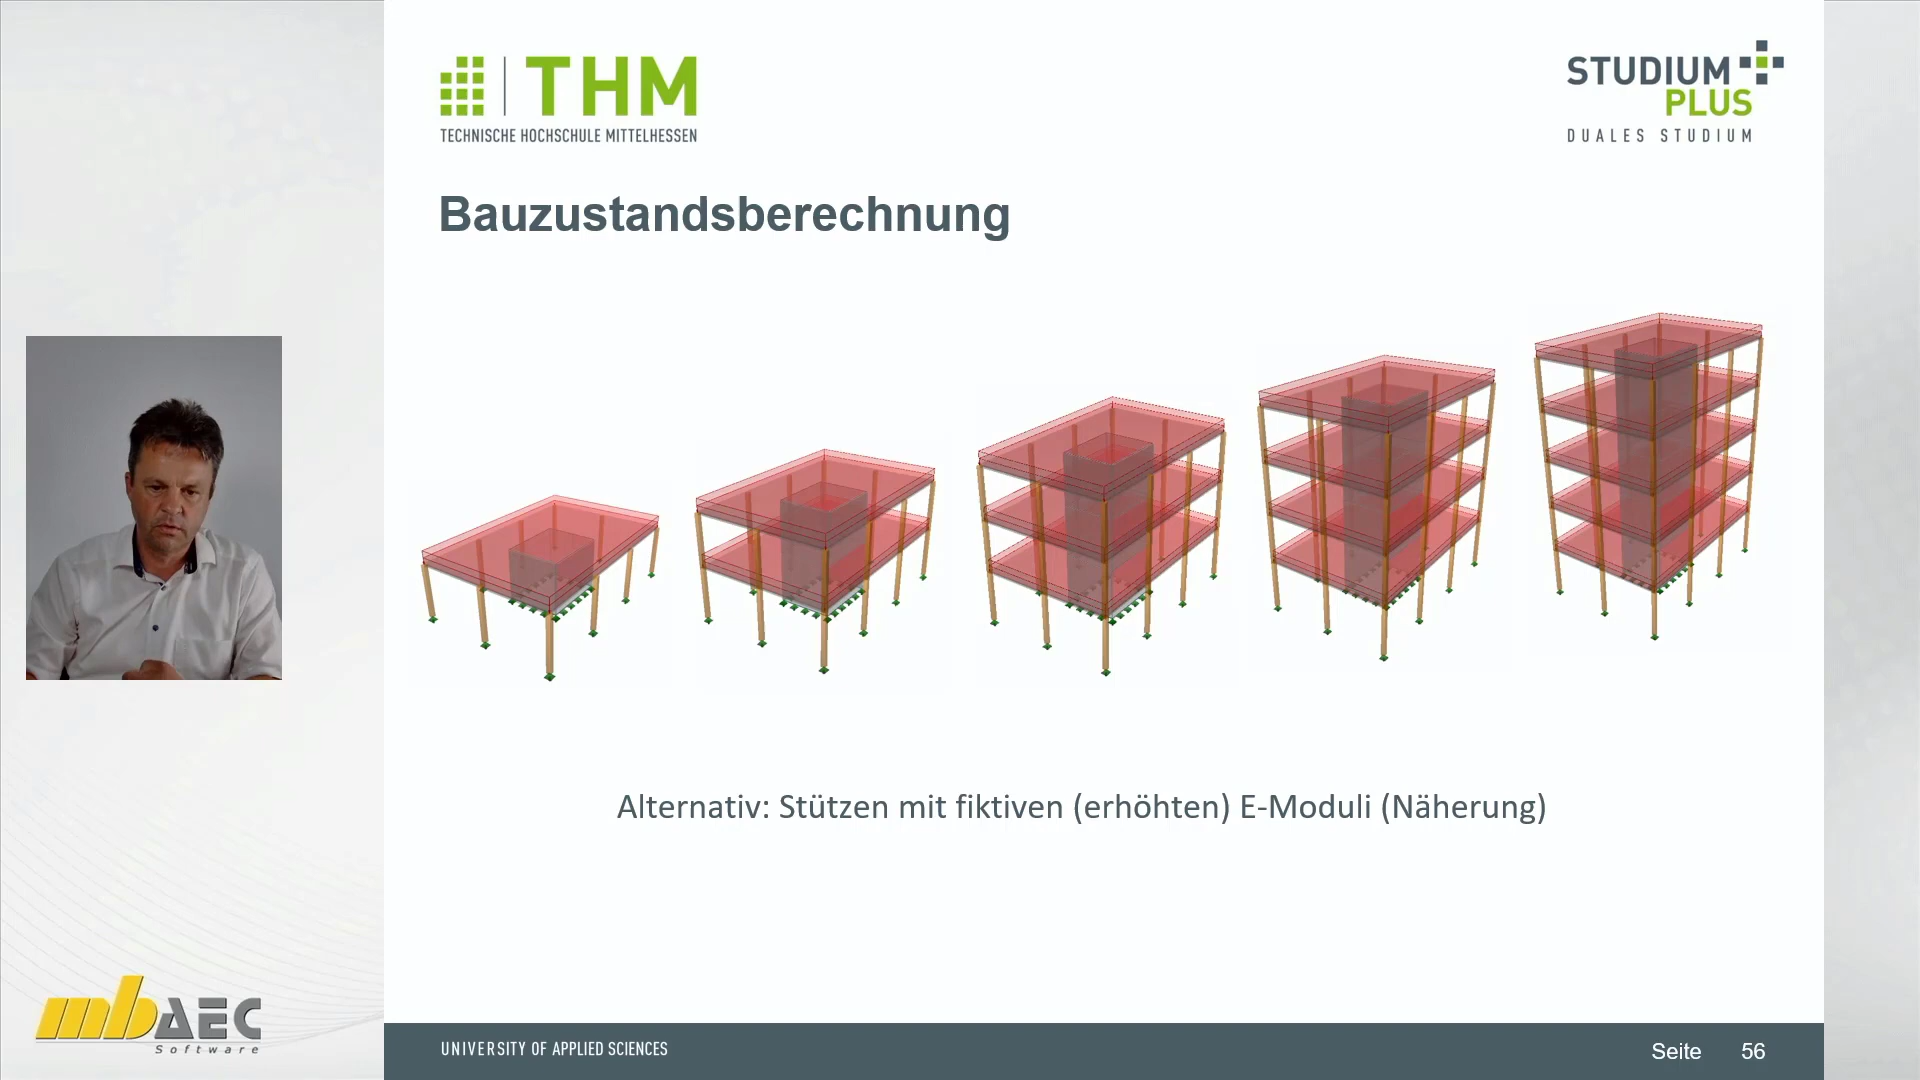 THM
TECHNISCHE HOCHSCHULE MITTELHESSEN
STUDIUM
PLUS
DUALES STUDIUM
Bauzustandsberechnung
Alternativ: Stützen mit fiktiven (erhöhten) E-Moduli (Näherung)
mbAEC
Software
UNIVERSITY OF APPLIED SCIENCES
Seite 56